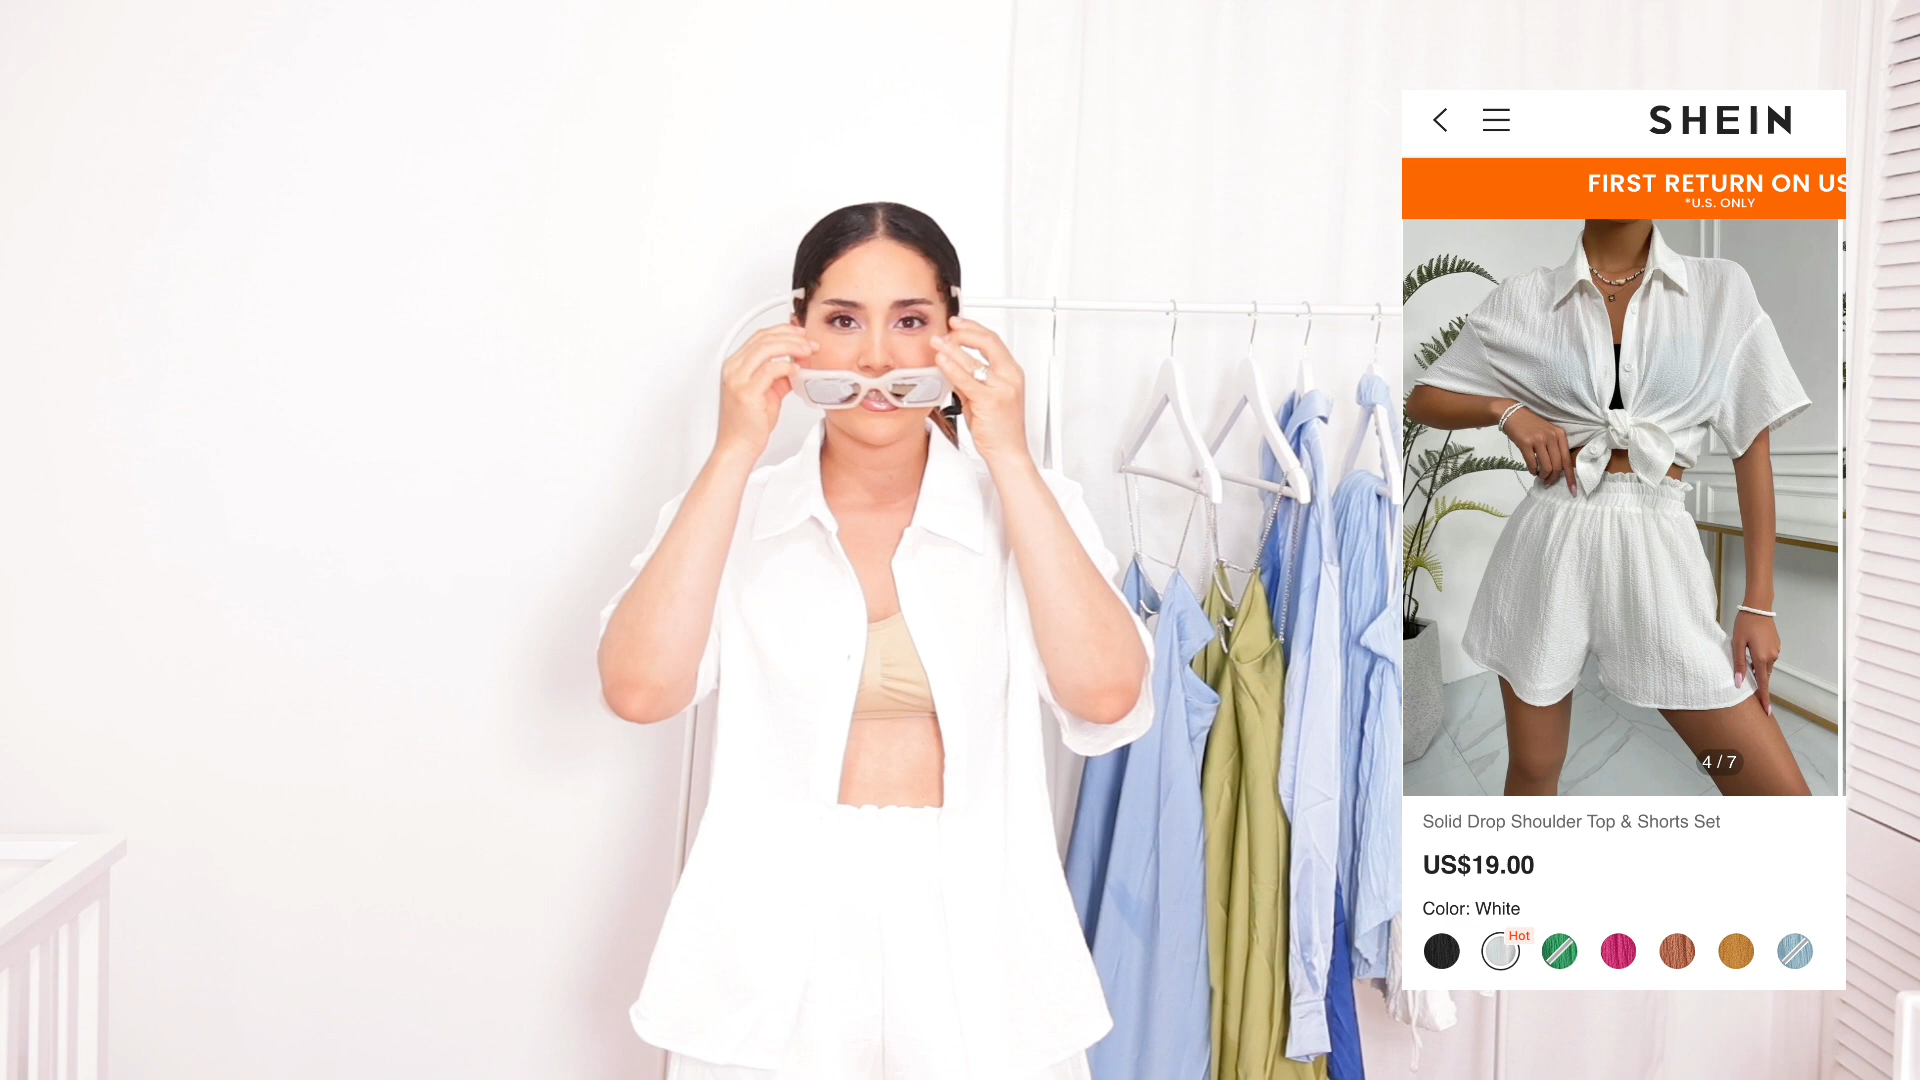 SHEIN
FIRST RETURN ON US
*U.S. ONLY
4 / 7
Solid Drop Shoulder Top & Shorts Set
US$19.00
Color: White
Hot